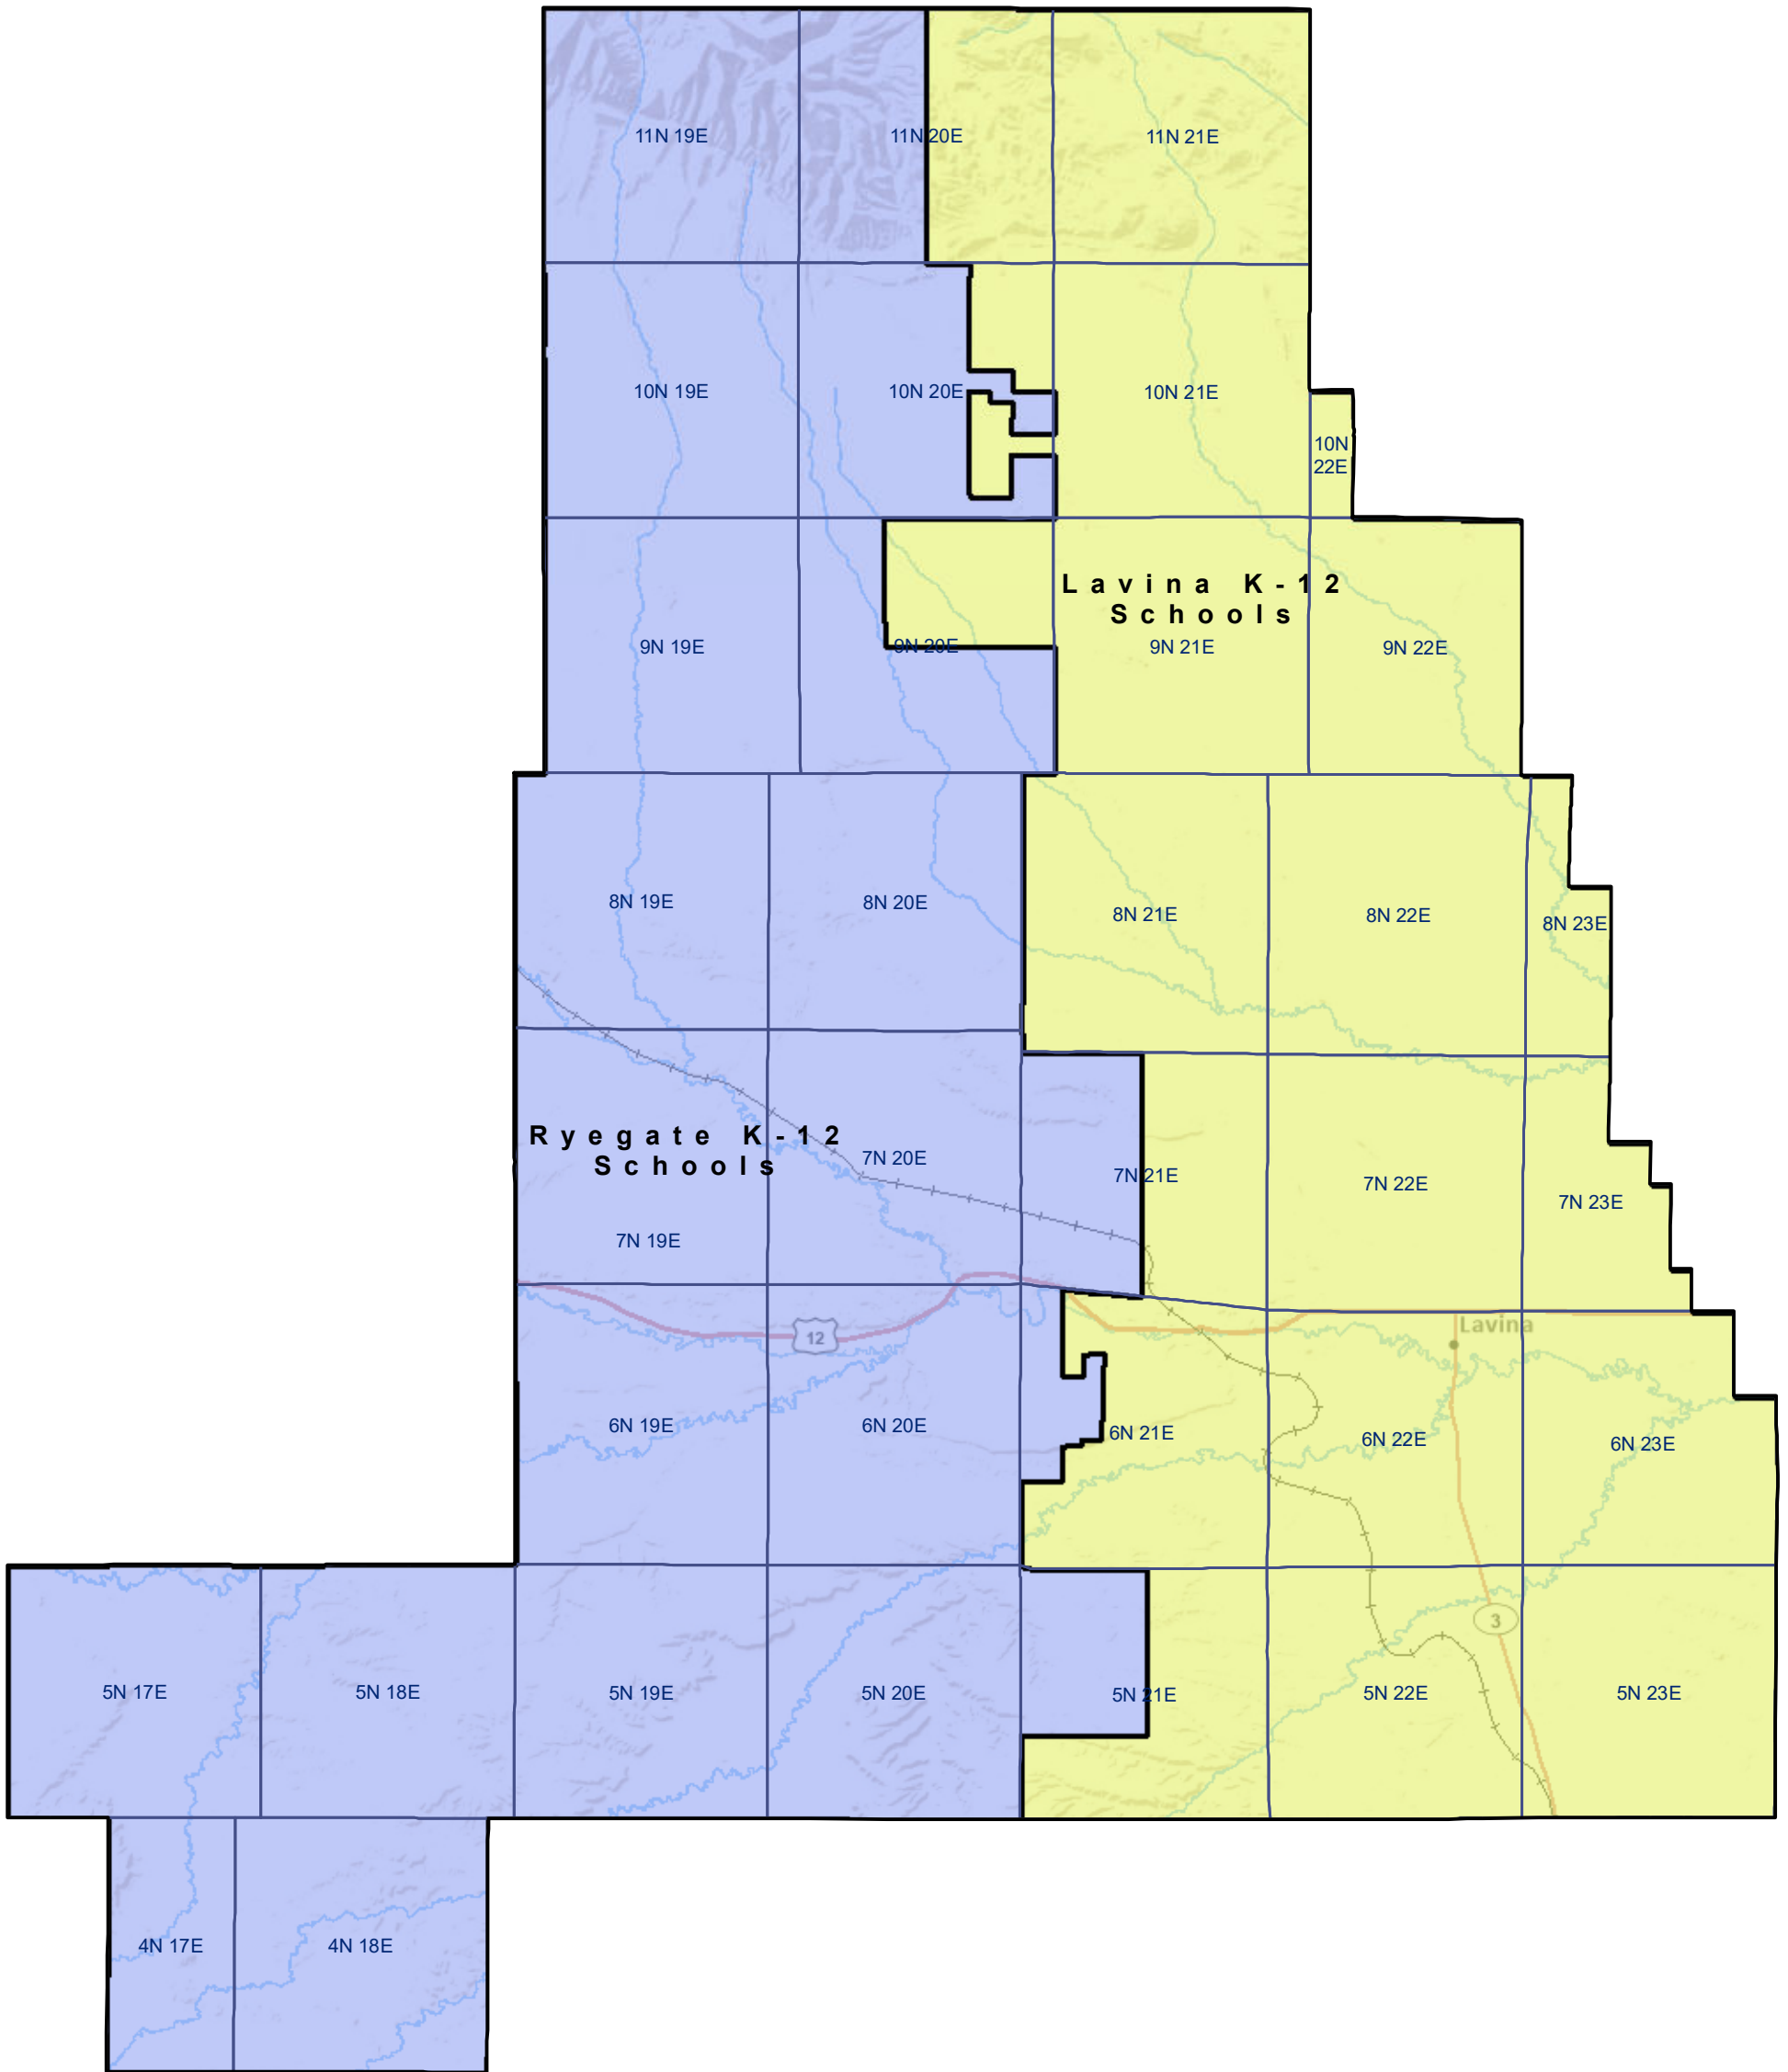 11N 19E
11N 20E
11N 21E
10N 19E
10N 20E
10N 21E
10N
22E
Lavina K-12
Schools
9N 19E
9N 20E
9N 21E
9N 22E
8N 19E
8N 20E
8N 21E
8N 22E
8N 23E
Ryegate K-12
Schools
7N 20E
7N 21E
7N 22E
7N 23E
7N 19E
12
Lavina
6N 19E
6N 20E
6N 21E
6N 22E
6N 23E
3
5N 17E
5N 18E
5N 19E
5N 20E
5N 21E
5N 22E
5N 23E
4N 17E
4N 18E